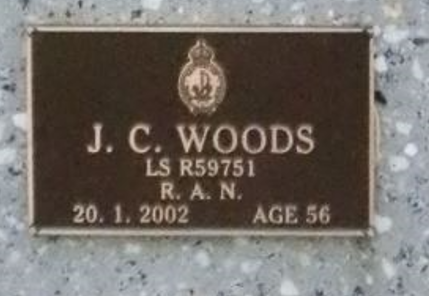 J. C. WOODS
LS R59751
R. A. N.
20. 1. 2002 AGE 56